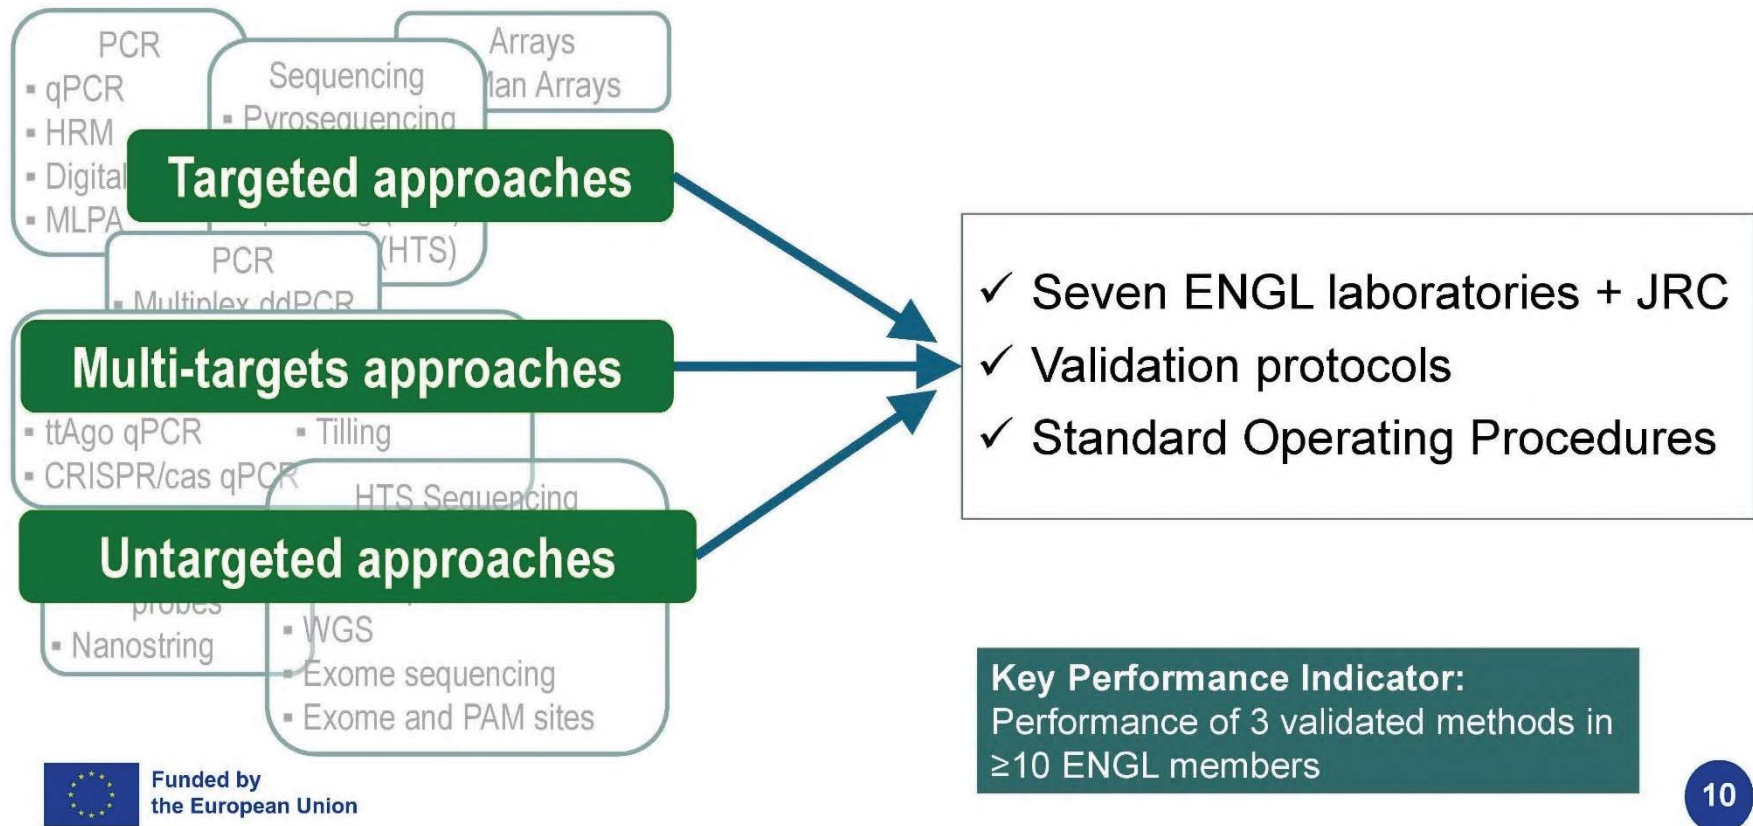 PCR
▪ qPCR
▪ HRM
▪ Digital
▪ MLPA
Sequencing
▪ Pyrosequencing
(HTS)
Arrays
Man Arrays
Targeted approaches
PCR
▪ Multiplex ddPCR
Multi-targets approaches
▪ ttAgo qPCR
▪ Tilling
▪ CRISPR/cas qPCR
HTS Sequencing
Untargeted approaches
probes
▪ Nanostring
▪ WGS
▪ Exome sequencing
▪ Exome and PAM sites
✓ Seven ENGL laboratories + JRC
✓ Validation protocols
✓ Standard Operating Procedures
Key Performance Indicator:
Performance of 3 validated methods in
≥10 ENGL members
Funded by
the European Union
10